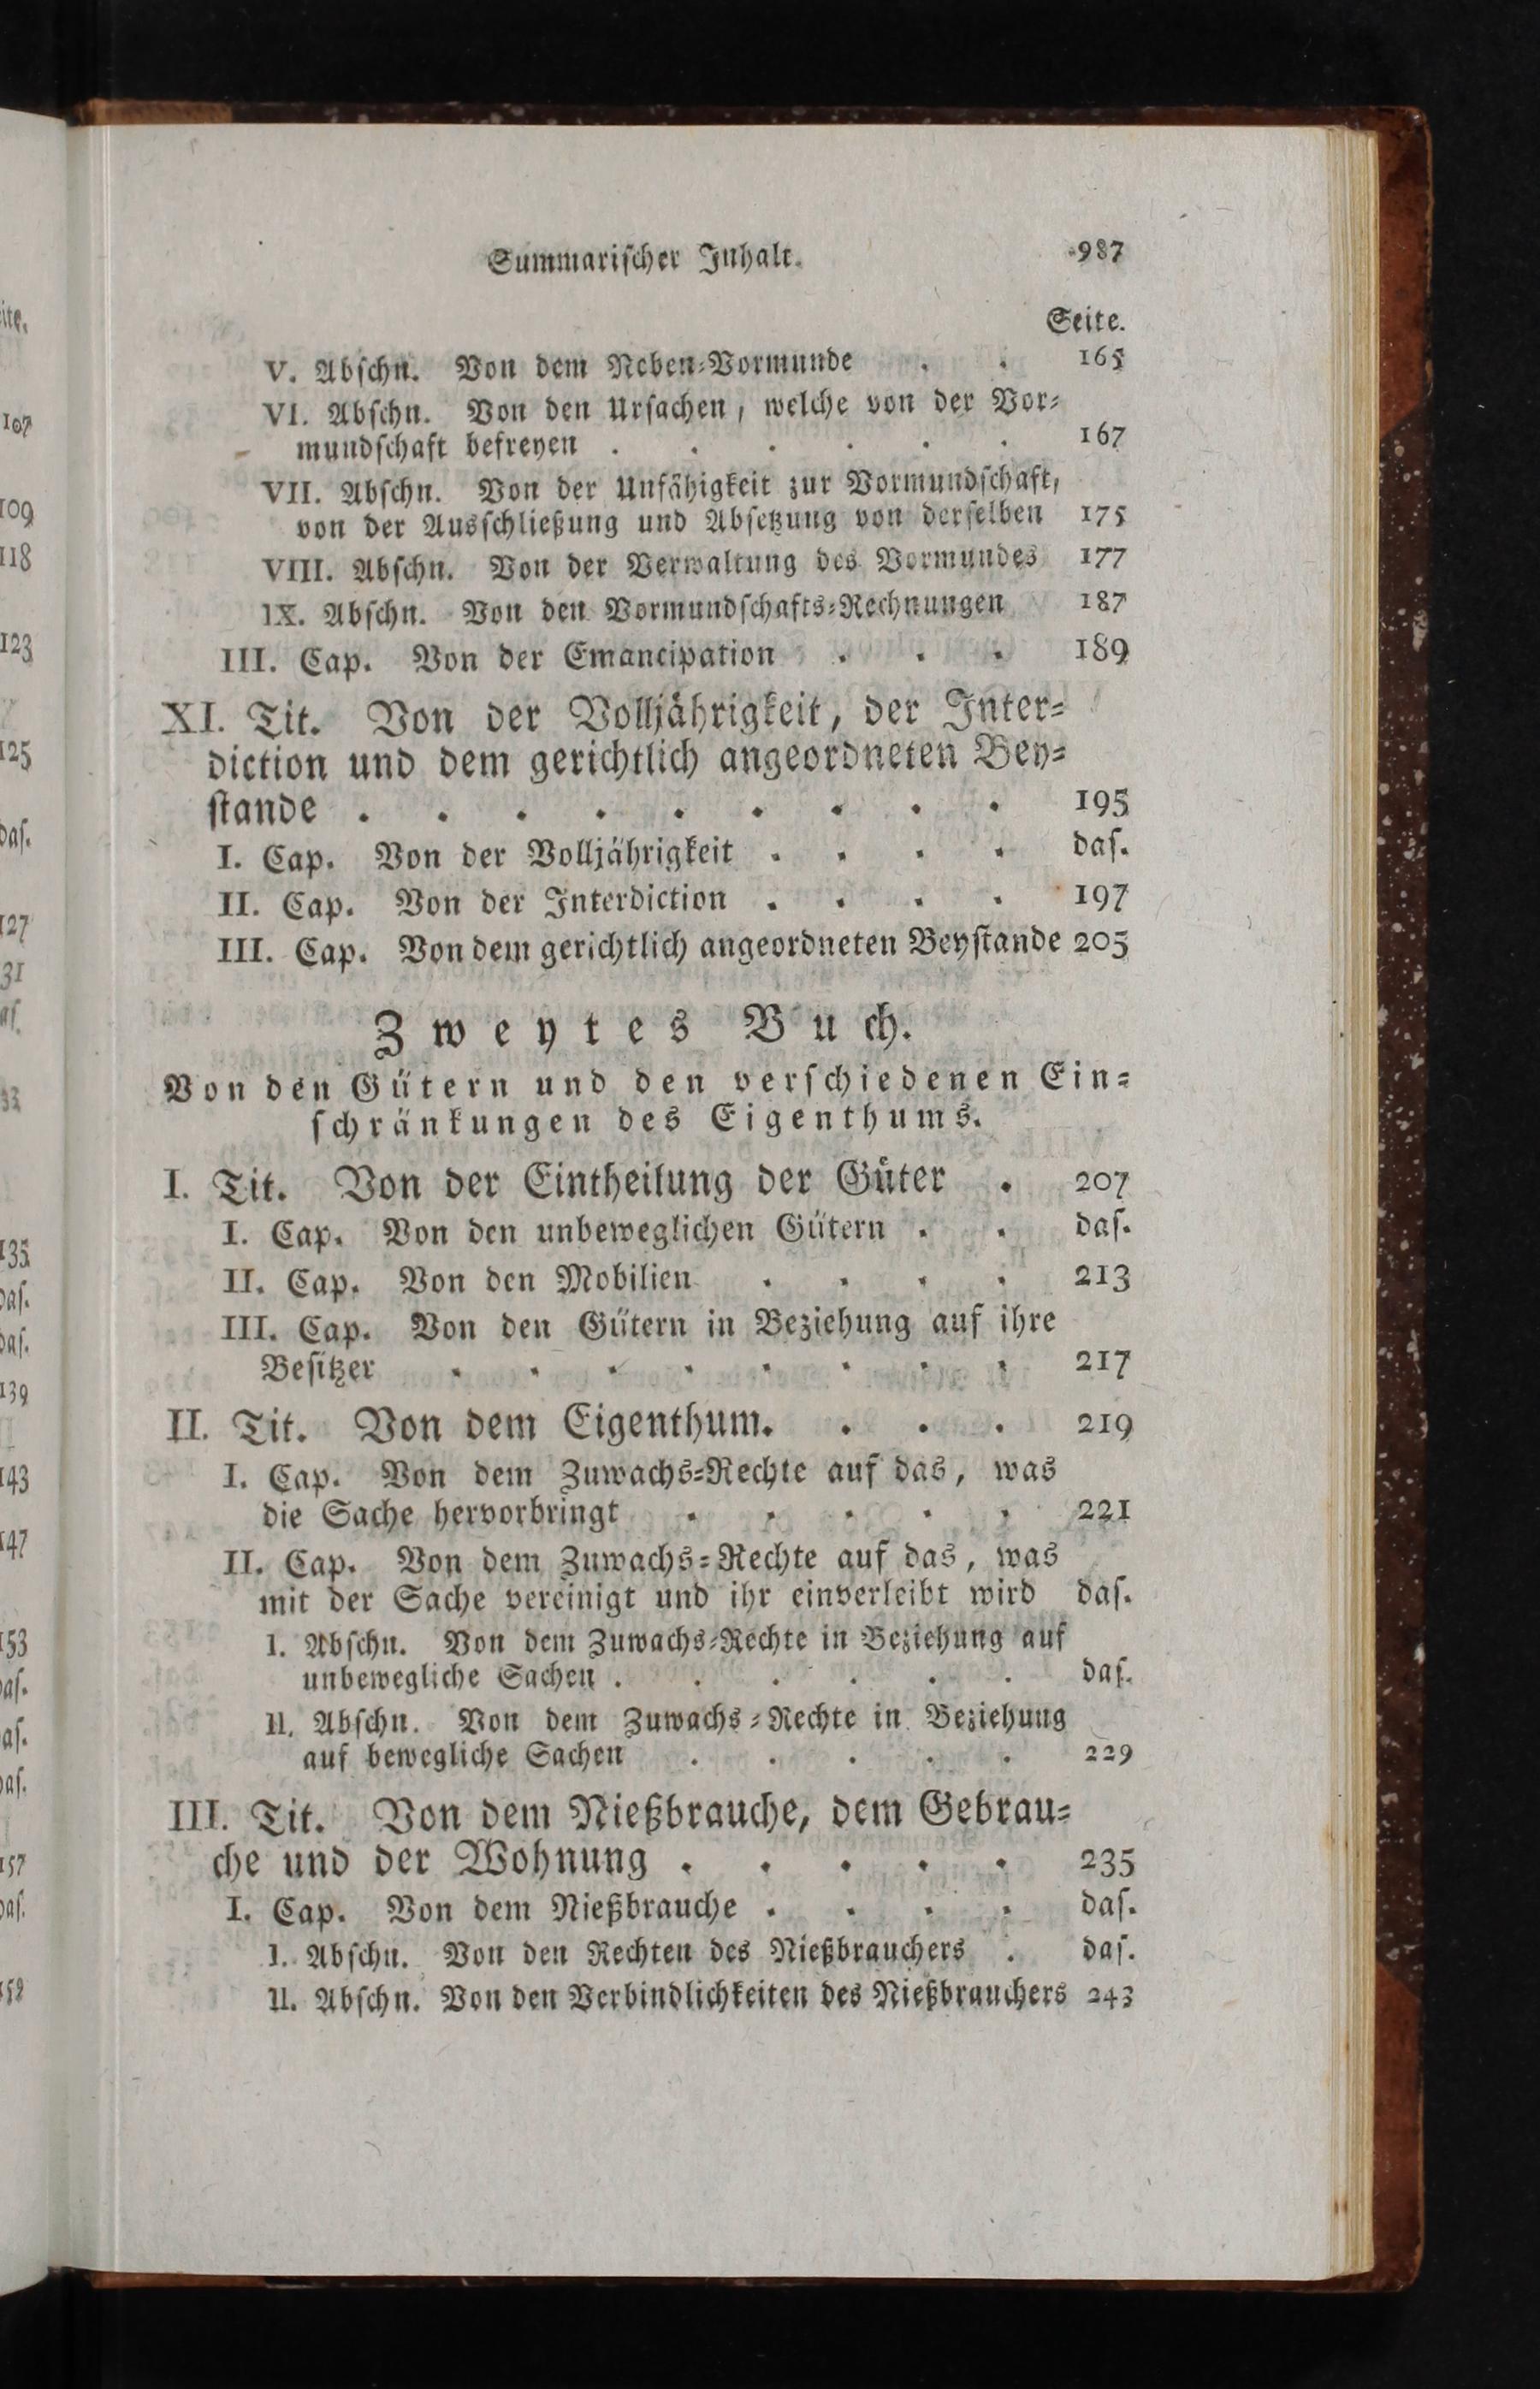 Summarischer Inhalt. 987
Seite.
V. Abschn. Von dem Neben-Vormunde . . 165
VI. Abschn. Von den Ursachen, welche von der Vor-
mundschaft befreyen . . . . . . 167
VII. Abschn. Von der Unfähigkeit zur Vormundschaft,
von der Ausschließung und Absetzung von derselben 175
VIII. Abschn. Von der Verwaltung des Vormundes 177
IX. Abschn. Von den Vormundschafts-Rechnungen 187
III. Cap. Von der Emancipation . . . 189
XI. Tit. Von der Volljährigkeit, der Inter-
diction und dem gerichtlich angeordneten Bey-
stande . . . . . . . . . 195
I. Cap. Von der Volljährigkeit . . . . das.
II. Cap. Von der Interdiction . . . . 197
III. Cap. Von dem gerichtlich angeordneten Beystande 205
Zweytes Buch.
Von den Gütern und den verschiedenen Ein-
schränkungen des Eigenthums.
I. Tit. Von der Eintheilung der Güter . 207
I. Cap. Von den unbeweglichen Gütern . . das.
II. Cap. Von den Mobilien . . . . 213
III. Cap. Von den Gütern in Beziehung auf ihre
Besitzer . . . . . . . . 217
II. Tit. Von dem Eigenthum. . . . 219
I. Cap. Von dem Zuwachs-Rechte auf das, was
die Sache hervorbringt . . . . . 221
II. Cap. Von dem Zuwachs-Rechte auf das, was
mit der Sache vereinigt und ihr einverleibt wird das.
I. Abschn. Von dem Zuwachs-Rechte in Beziehung auf
unbewegliche Sachen . . . . . . das.
II. Abschn. Von dem Zuwachs-Rechte in Beziehung
auf bewegliche Sachen . . . . . 229
III. Tit. Von dem Nießbrauche, dem Gebrau-
che und der Wohnung . . . . . 235
I. Cap. Von dem Nießbrauche . . . . das.
I. Abschn. Von den Rechten des Nießbrauchers . das.
II. Abschn. Von den Verbindlichkeiten des Nießbrauchers 243